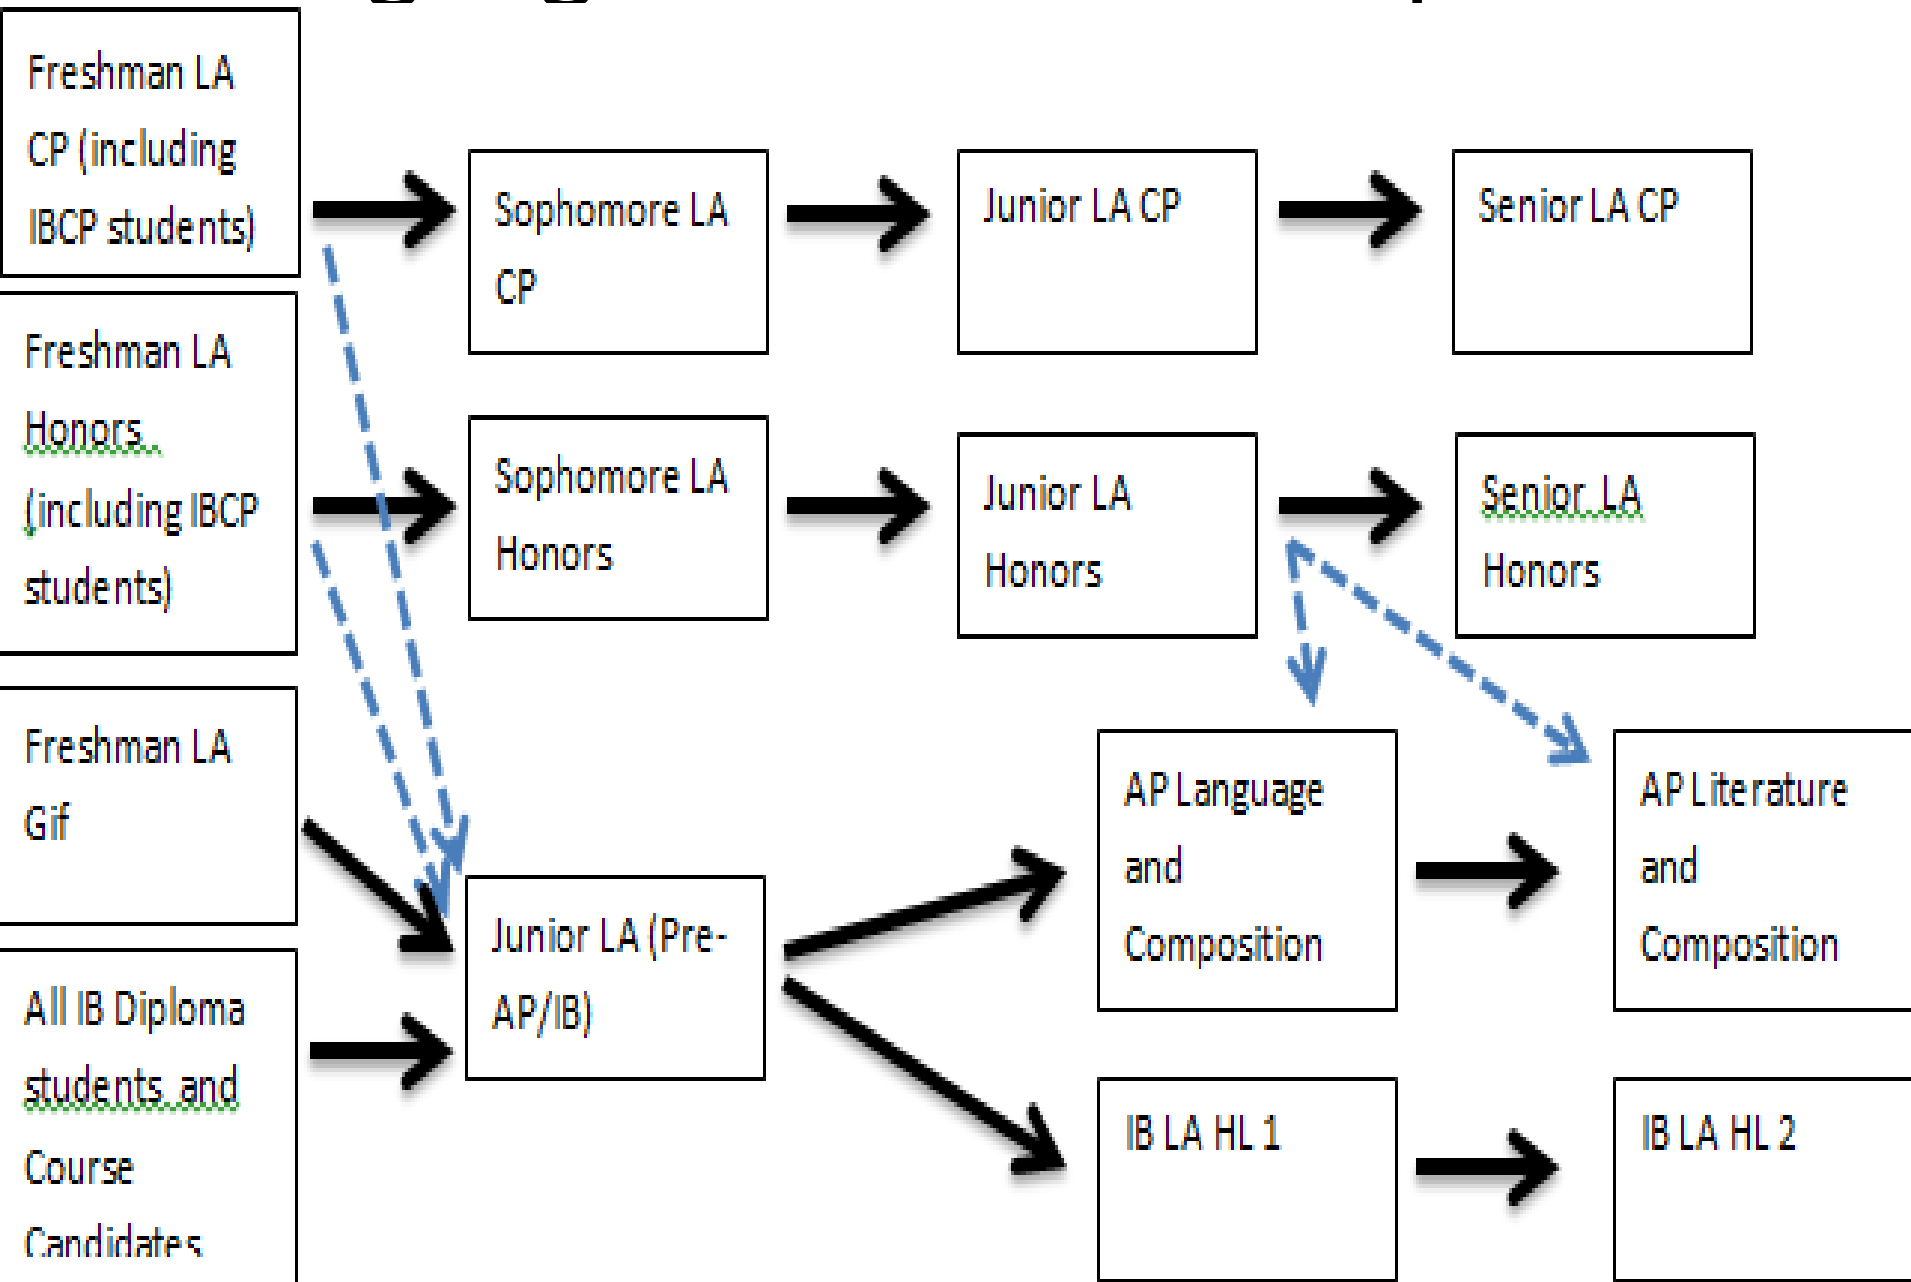 Freshman LA
CP (including
IBCP students)
Sophomore LA
CP
Junior LA CP
Senior LA CP
Freshman LA
Honors
(including IBCP
students)
Sophomore LA
Honors
Junior LA
Honors
Senior LA
Honors
Freshman LA
Gif
Junior LA (Pre-
AP/IB)
AP Language
and
Composition
AP Literature
and
Composition
All IB Diploma
students and
Course
Candidates
IB LA HL 1
IB LA HL 2